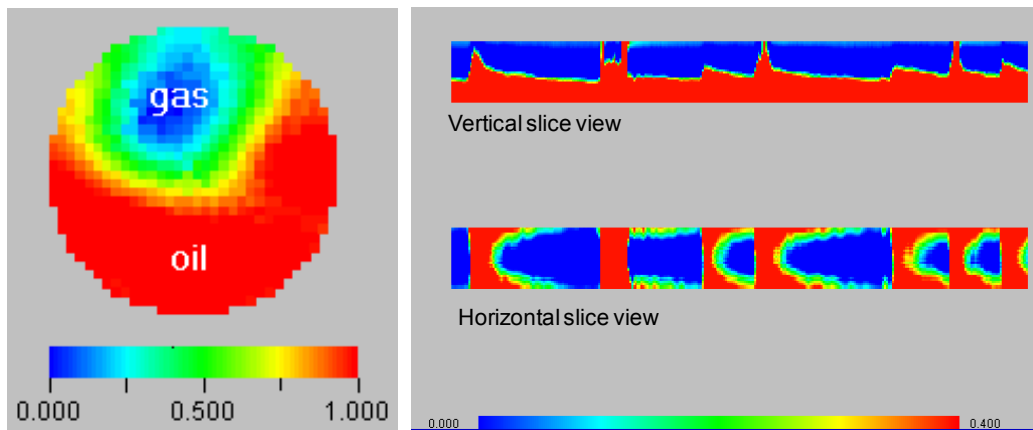 gas
oil
0.000 0.500 1.000
Vertical slice view
Horizontal slice view
0.000 0.400